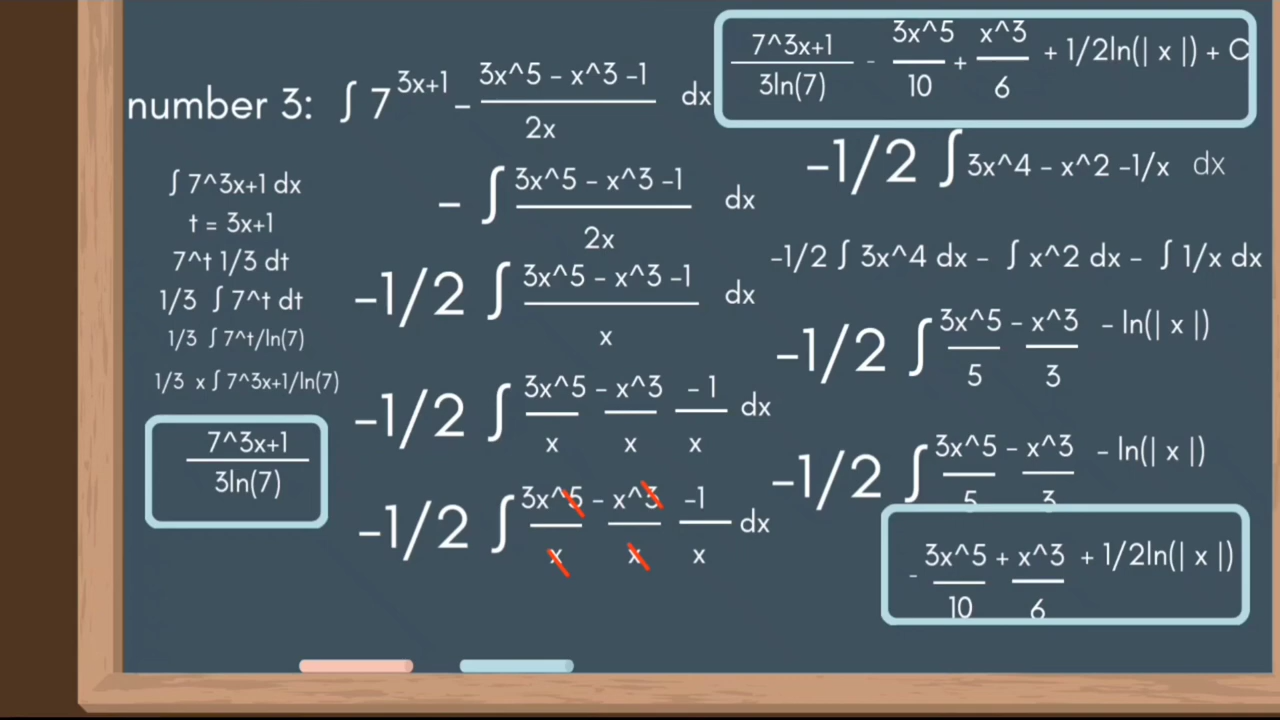 number 3: ∫ 7^3x+1 - 3x^5 - x^3 -1 dx
2x
∫ 7^3x+1 dx
t = 3x+1
7^t 1/3 dt
1/3 ∫ 7^t dt
1/3 ∫ 7^t/ln(7)
1/3 x ∫ 7^3x+1/ln(7)
7^3x+1
3ln(7)
- ∫ 3x^5 - x^3 -1 dx
2x
-1/2 ∫ 3x^5 - x^3 -1 dx
x
-1/2 ∫ 3x^5 - x^3 - 1 dx
x x x
-1/2 ∫ 3x^5 - x^3 -1 dx
x x x
7^3x+1 - 3x^5 + x^3 + 1/2ln(| x |) + C
3ln(7) 10 6
-1/2 ∫ 3x^4 - x^2 -1/x dx
-1/2 ∫ 3x^4 dx - ∫ x^2 dx - ∫ 1/x dx
-1/2 ∫ 3x^5 - x^3 - ln(| x |)
5 3
-1/2 ∫ 3x^5 - x^3 - ln(| x |)
5 3
- 3x^5 + x^3 + 1/2ln(| x |)
10 6